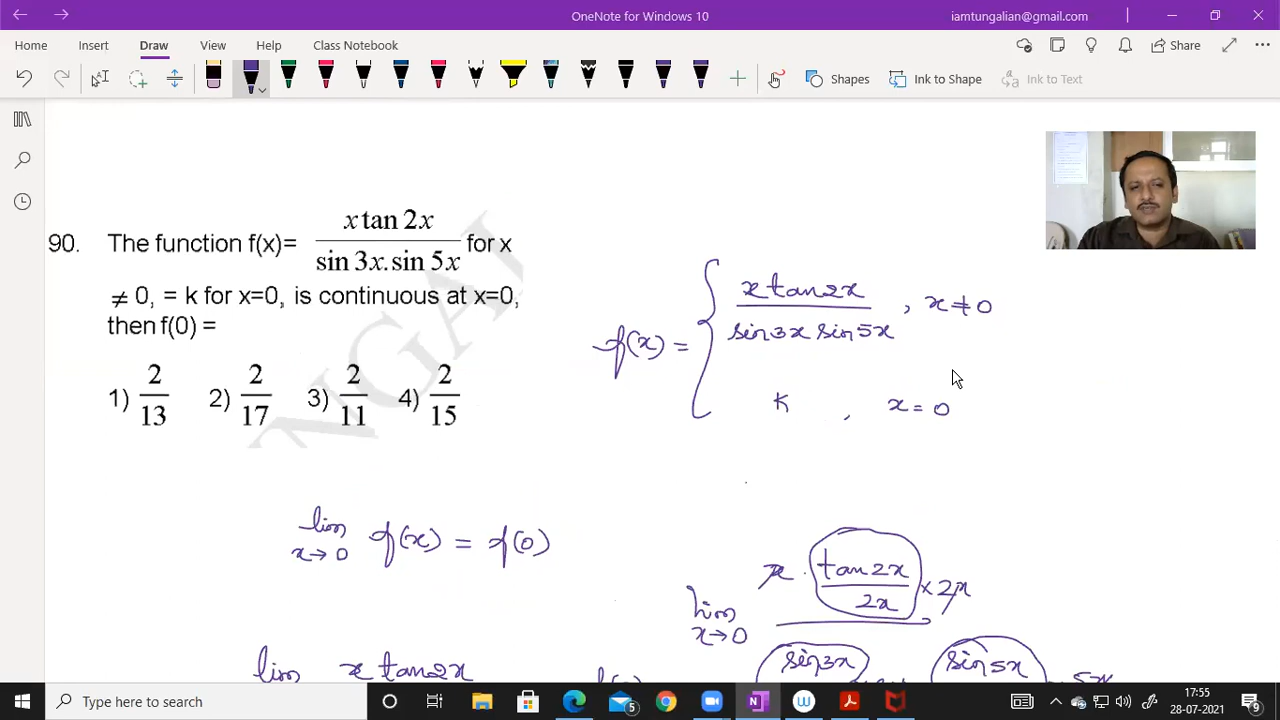 OneNote for Windows 10
iamtungalian@gmail.com
Home Insert Draw View Help Class Notebook
Share
Shapes Ink to Shape Ink to Text
90. The function f(x)= x tan 2x / sin 3x.sin 5x for x
≠ 0, = k for x=0, is continuous at x=0,
then f(0) =
1) 2/13 2) 2/17 3) 2/11 4) 2/15
f(x) = { x tan2x / sin3x sin5x , x ≠ 0
k , x = 0
lim x→0 f(x) = f(0)
lim x→0 x · tan2x / 2x × 2x
sin3x sin5x
lim x tan2x
5x
Type here to search
17:55
28-07-2021
5
9